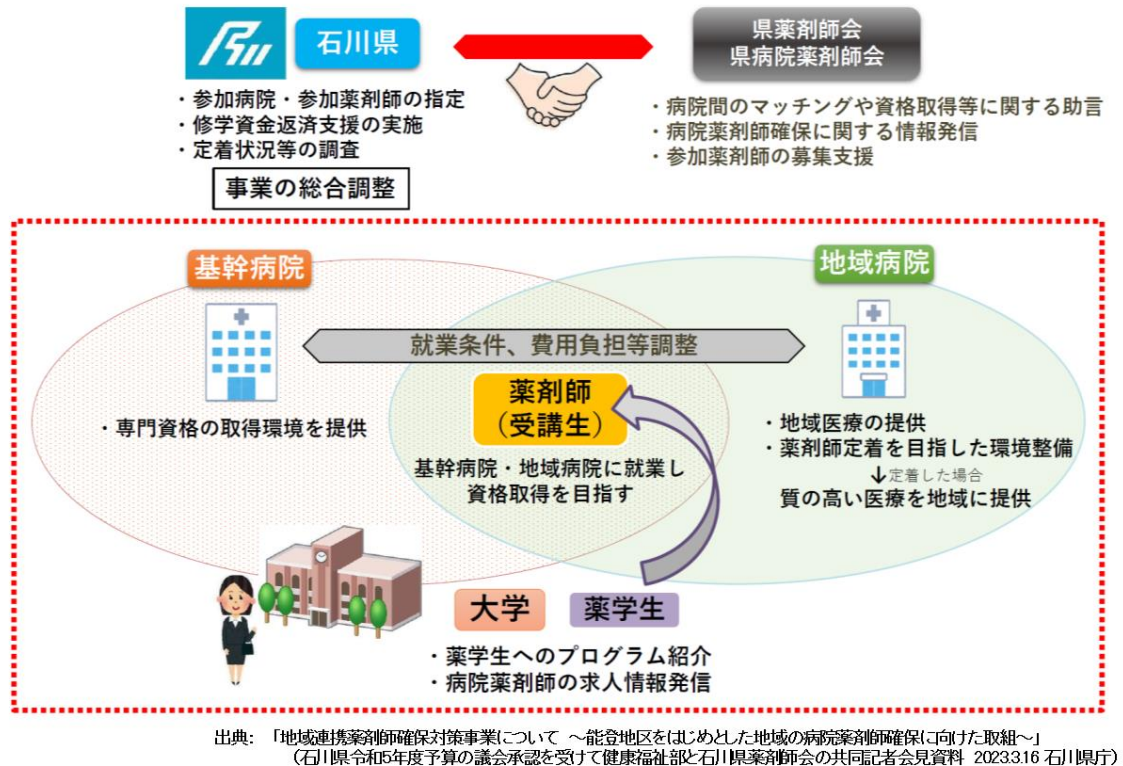 石川県
県薬剤師会
県病院薬剤師会
・参加病院・参加薬剤師の指定
・修学資金返済支援の実施
・定着状況等の調査
事業の総合調整
・病院間のマッチングや資格取得等に関する助言
・病院薬剤師確保に関する情報発信
・参加薬剤師の募集支援
基幹病院
地域病院
就業条件、費用負担等調整
薬剤師
（受講生）
・専門資格の取得環境を提供
基幹病院・地域病院に就業し
資格取得を目指す
・地域医療の提供
・薬剤師定着を目指した環境整備
↓定着した場合
質の高い医療を地域に提供
大学
薬学生
・薬学生へのプログラム紹介
・病院薬剤師の求人情報発信
出典: 「地域連携薬剤師確保対策事業について ～能登地区をはじめとした地域の病院薬剤師確保に向けた取組～」
（石川県令和5年度予算の議会承認を受けて健康福祉部と石川県薬剤師会の共同記者会見資料 2023.3.16 石川県庁）